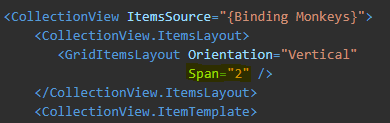 <CollectionView ItemsSource="{Binding Monkeys}">
<CollectionView.ItemsLayout>
<GridItemsLayout Orientation="Vertical"
Span="2" />
</CollectionView.ItemsLayout>
<CollectionView.ItemTemplate>